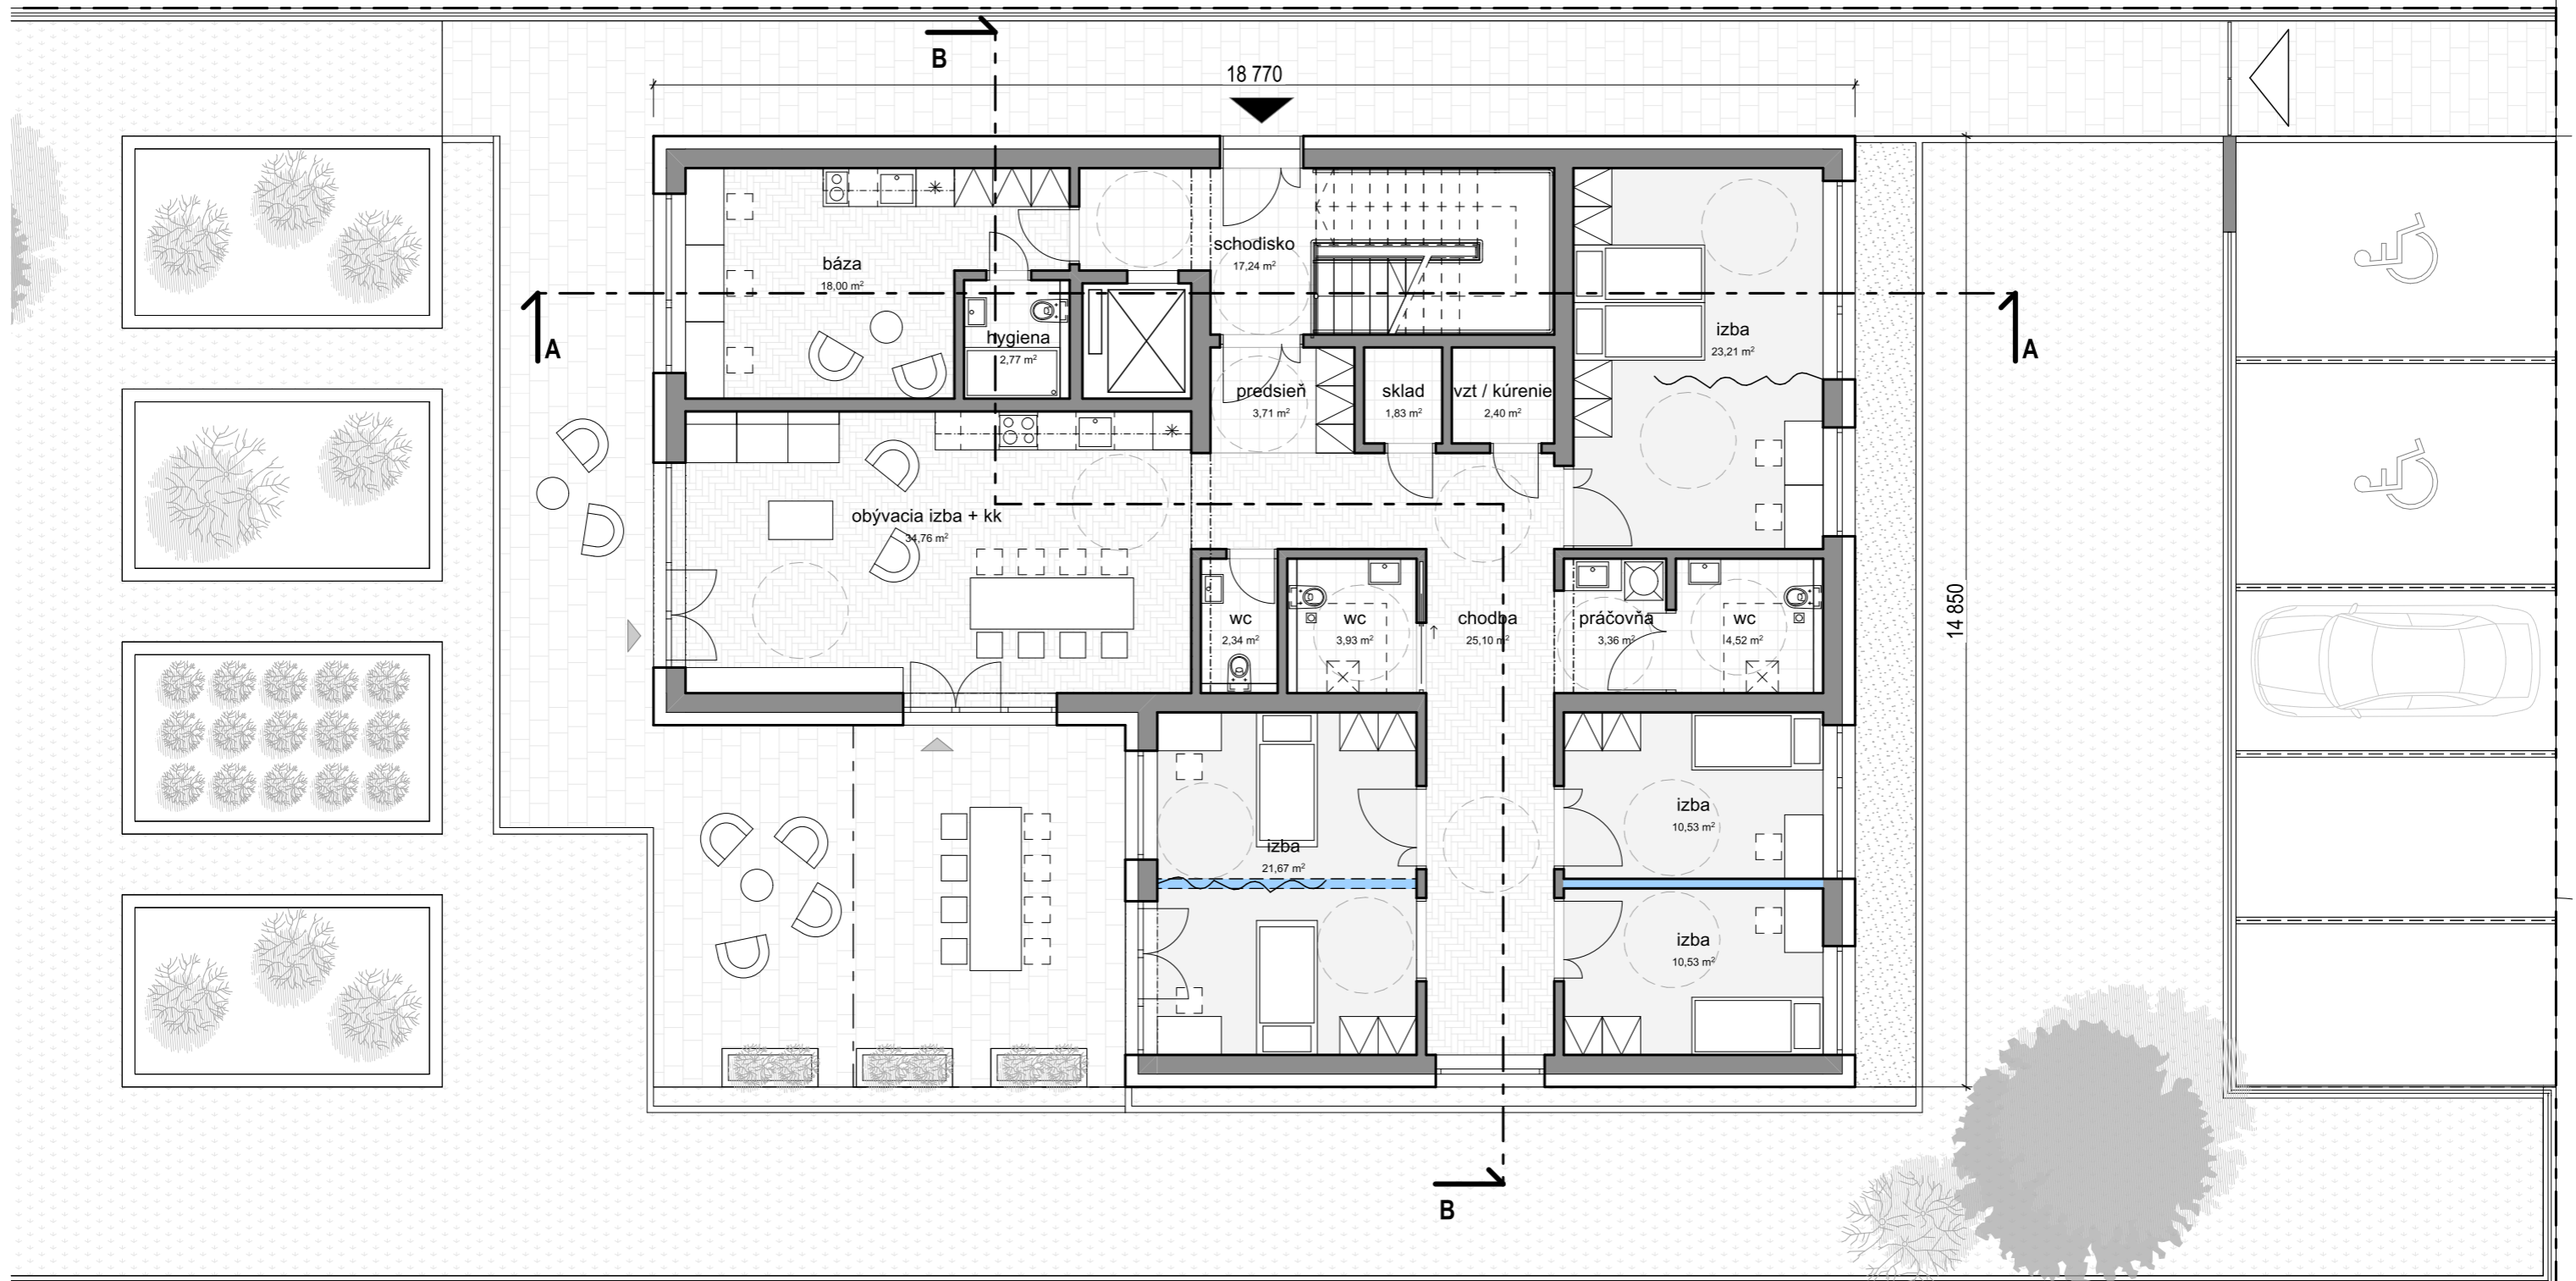 B
18 770
schodisko
17,24 m²
báza
18,00 m²
hygiena
2,77 m²
izba
23,21 m²
A
A
predsieň
3,71 m²
sklad
1,83 m²
vzt / kúrenie
2,40 m²
obývacia izba + kk
34,76 m²
wc
2,34 m²
wc
3,93 m²
chodba
25,10 m²
práčovňa
3,36 m²
wc
4,52 m²
14 850
izba
21,67 m²
izba
10,53 m²
izba
10,53 m²
B